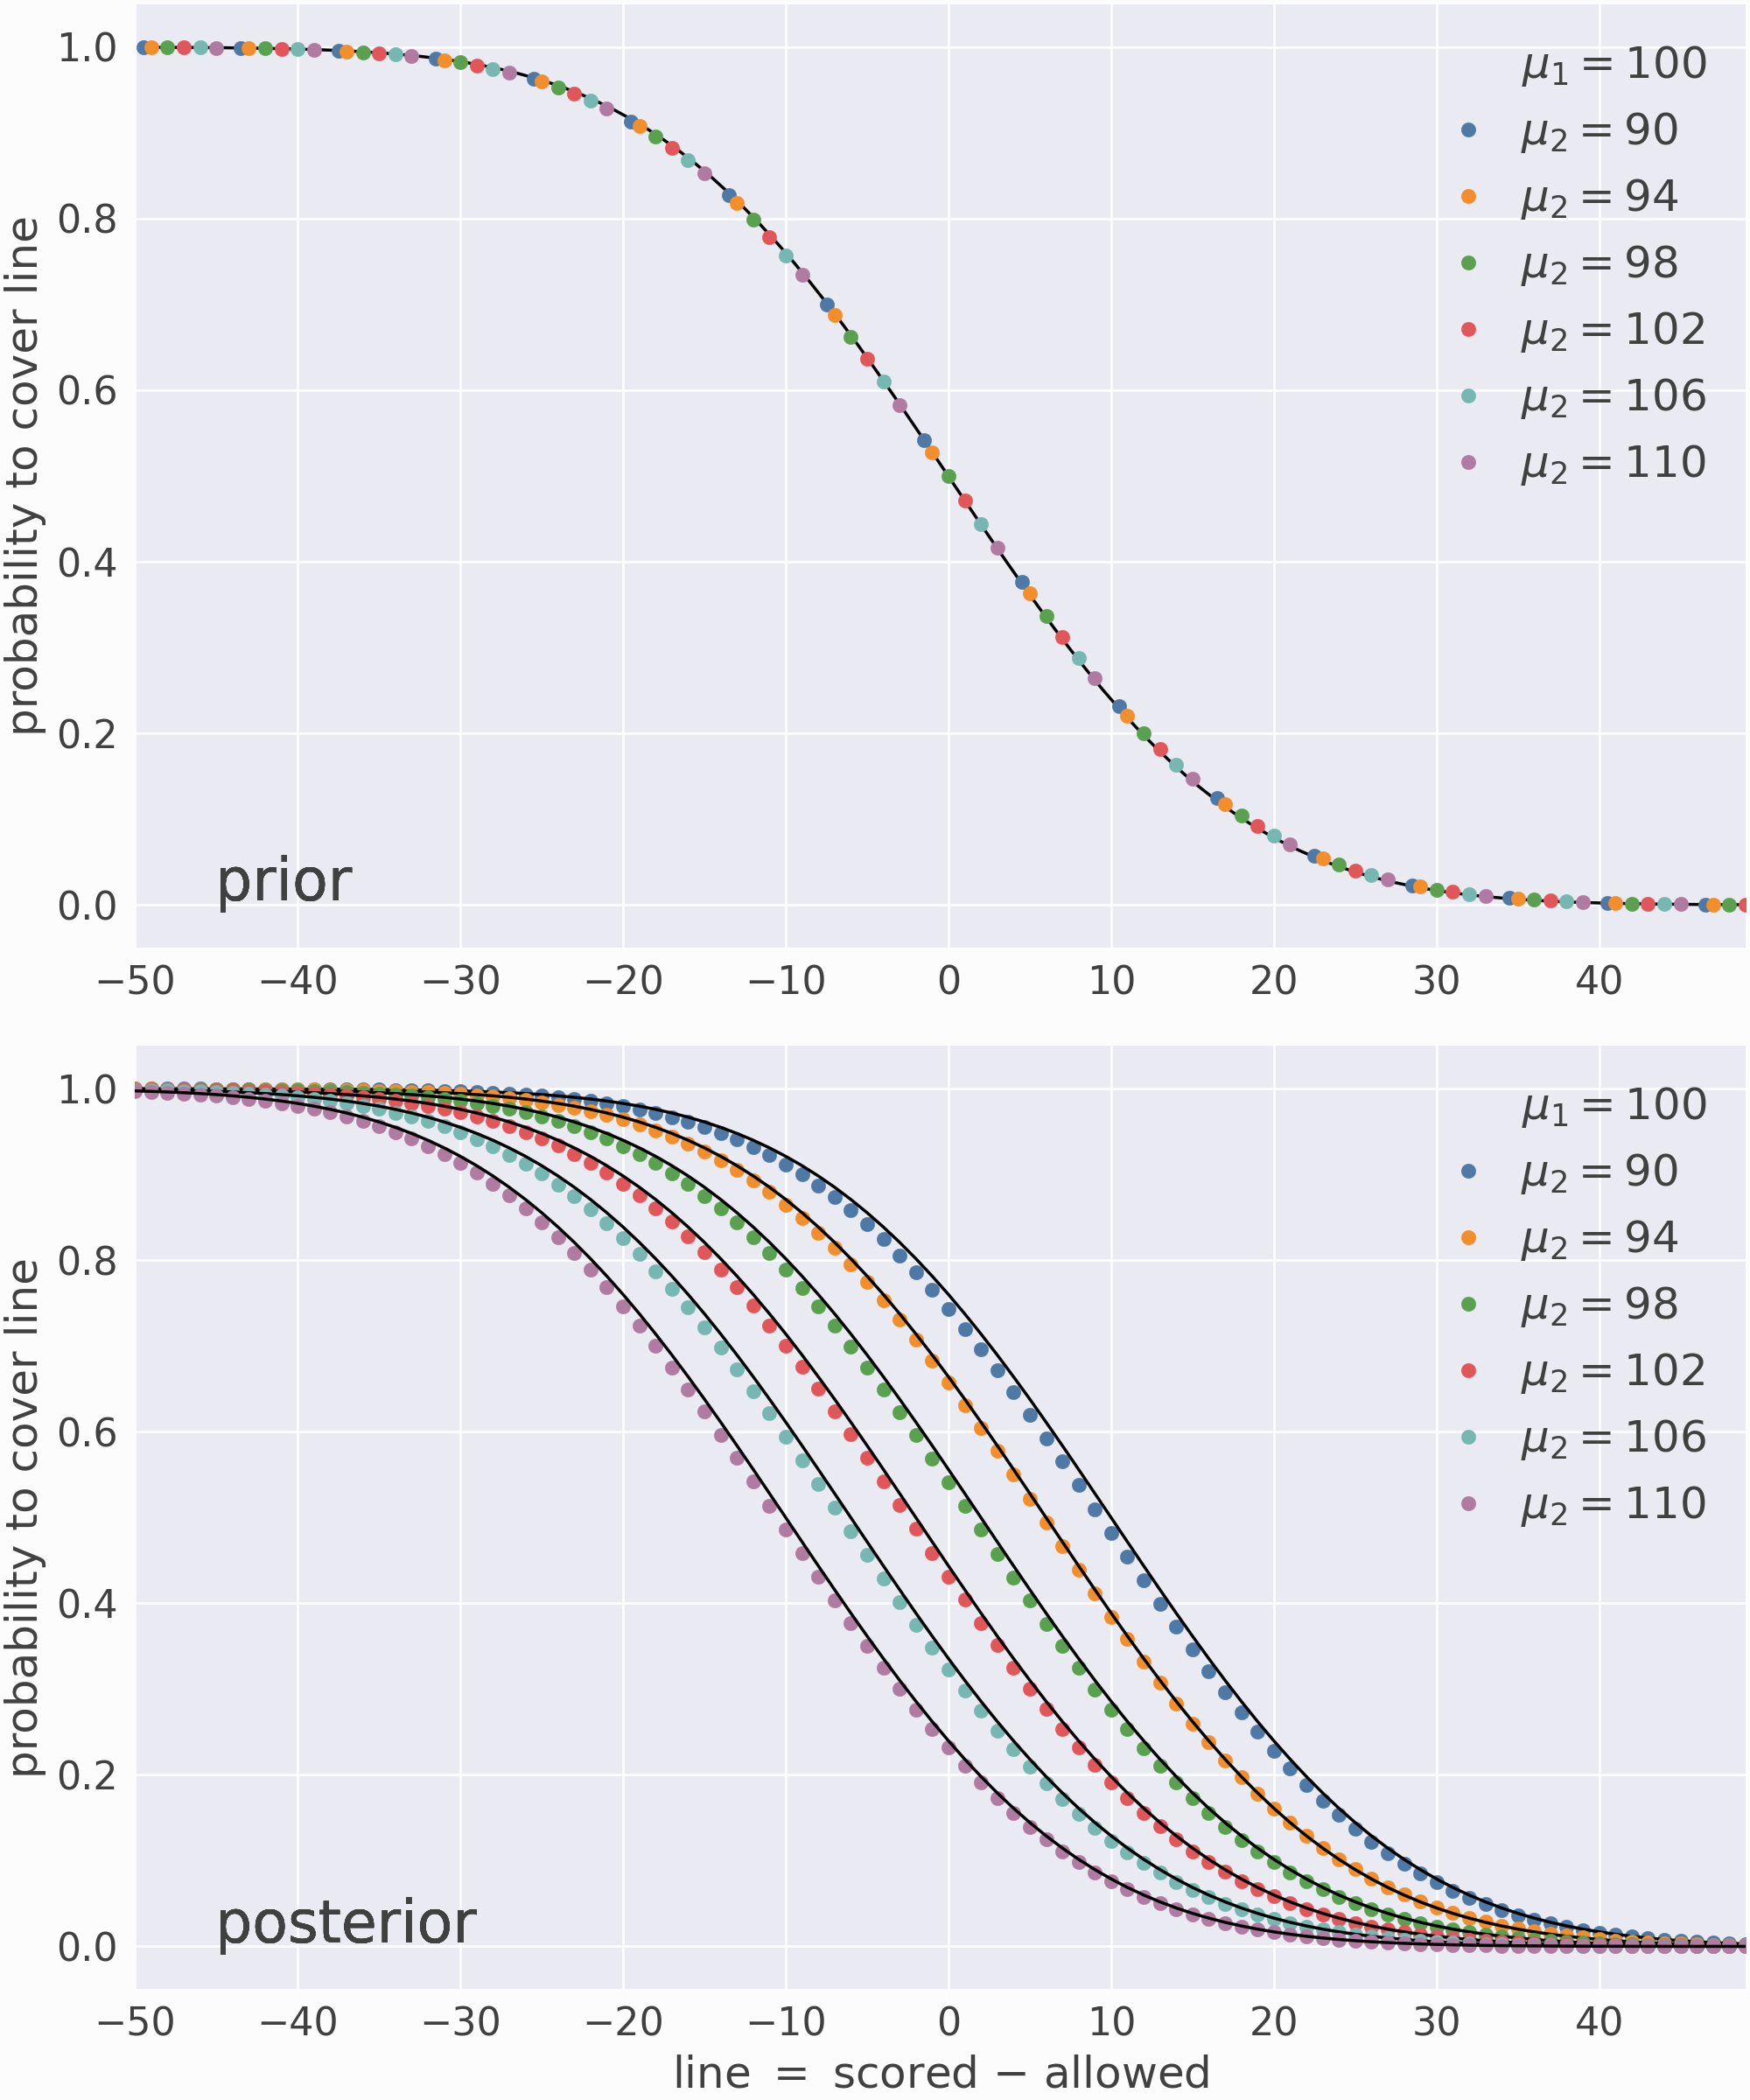 probability to cover line
1.0
0.8
0.6
0.4
0.2
0.0
μ₁ = 100
μ₂ = 90
μ₂ = 94
μ₂ = 98
μ₂ = 102
μ₂ = 106
μ₂ = 110
prior
−50 −40 −30 −20 −10 0 10 20 30 40
probability to cover line
1.0
0.8
0.6
0.4
0.2
0.0
μ₁ = 100
μ₂ = 90
μ₂ = 94
μ₂ = 98
μ₂ = 102
μ₂ = 106
μ₂ = 110
posterior
−50 −40 −30 −20 −10 0 10 20 30 40
line = scored − allowed